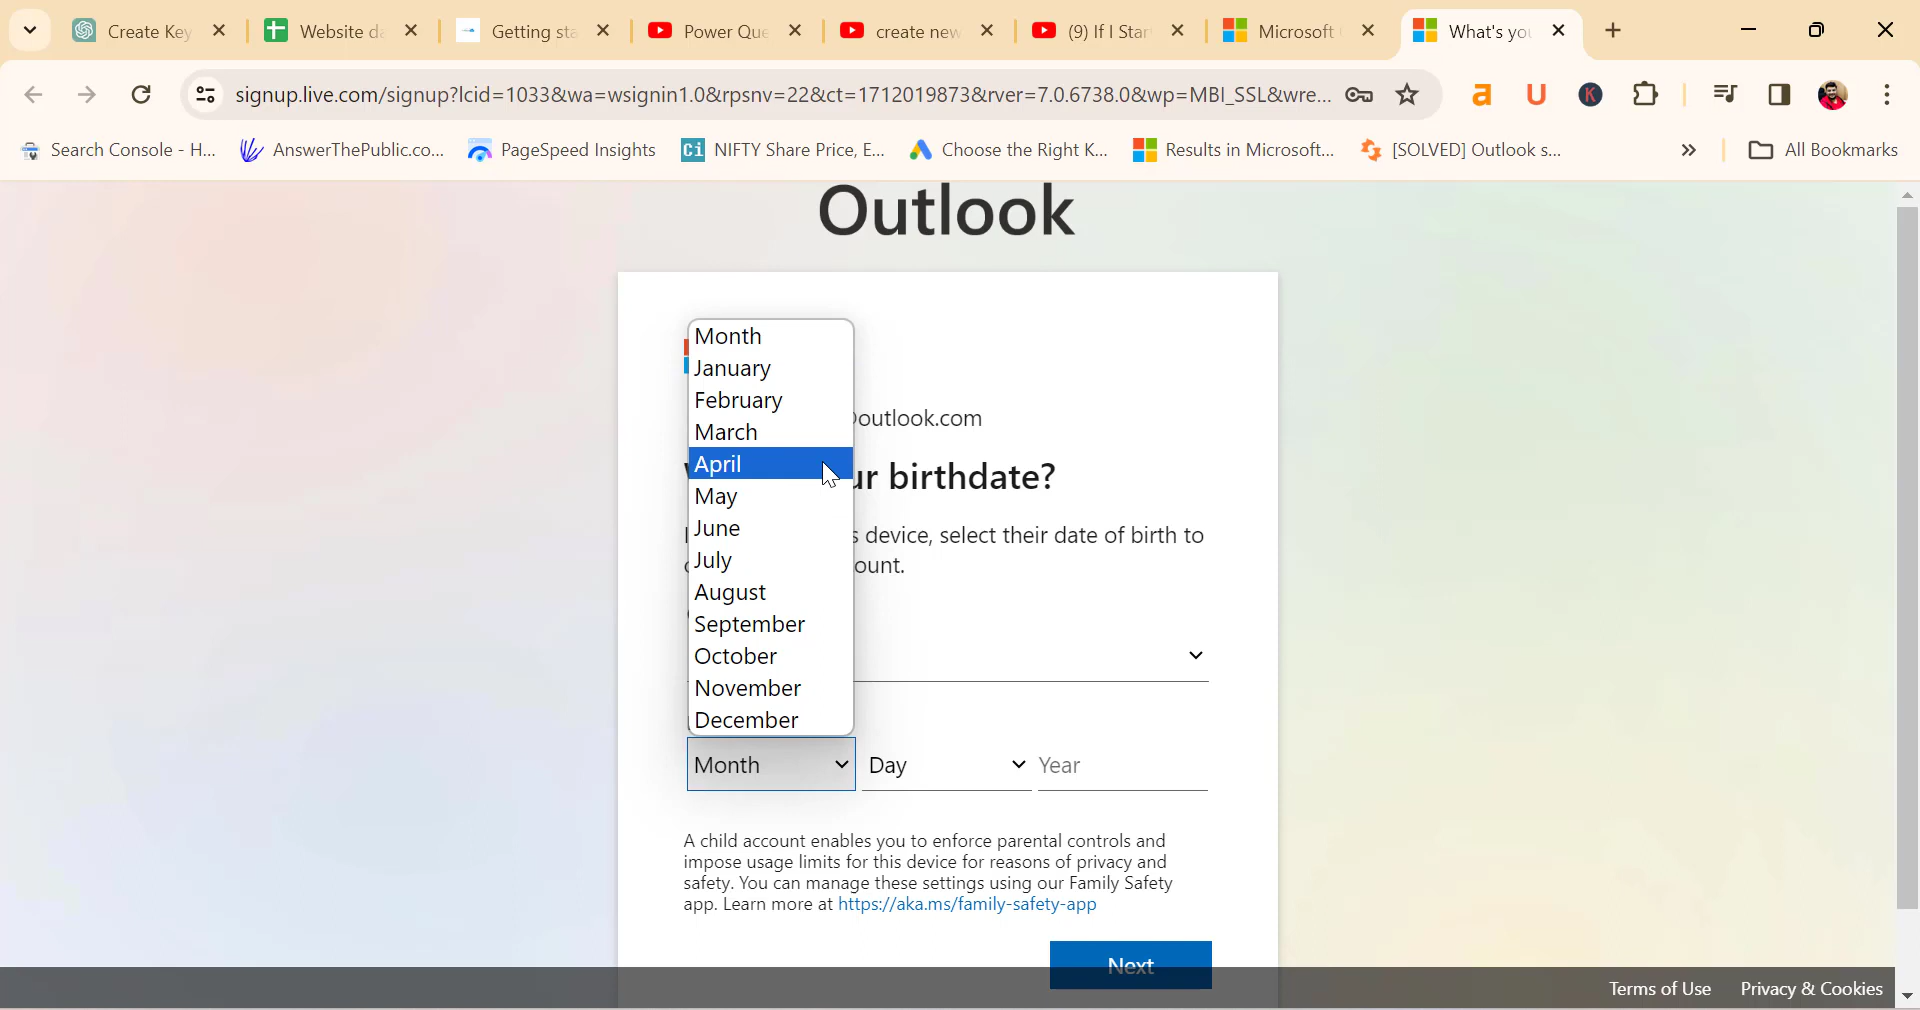 Create Key
Website da
Getting sta
Power Que
create new
(9) If I Star
Microsoft
What's you
signup.live.com/signup?lcid=1033&wa=wsignin1.0&rpsnv=22&ct=1712019873&rver=7.0.6738.0&wp=MBI_SSL&wre...
Search Console - H...
AnswerThePublic.co...
PageSpeed Insights
Ci NIFTY Share Price, E...
Choose the Right K...
Results in Microsoft...
[SOLVED] Outlook s...
All Bookmarks
Outlook
Month
January
February
March
April
May
June
July
August
September
October
November
December
outlook.com
ur birthdate?
s device, select their date of birth to
ount.
Month
Day
Year
A child account enables you to enforce parental controls and
impose usage limits for this device for reasons of privacy and
safety. You can manage these settings using our Family Safety
app. Learn more at https://aka.ms/family-safety-app
Next
Terms of Use
Privacy & Cookies